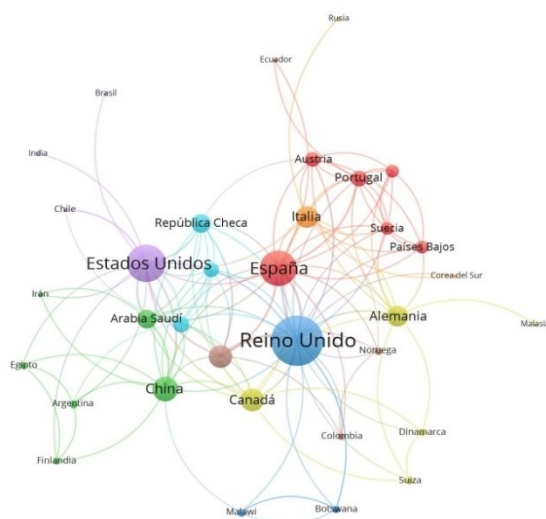 Rusia
Ecuador
Brasil
India
Austria
Portugal
Chile
República Checa
Italia
Suecia
Países Bajos
Estados Unidos
España
Corea del Sur
Irán
Arabia Saudí
Alemania
Malasia
Reino Unido
Noruega
Egipto
China
Canadá
Argentina
Colombia
Dinamarca
Finlandia
Suiza
Malawi
Botswana